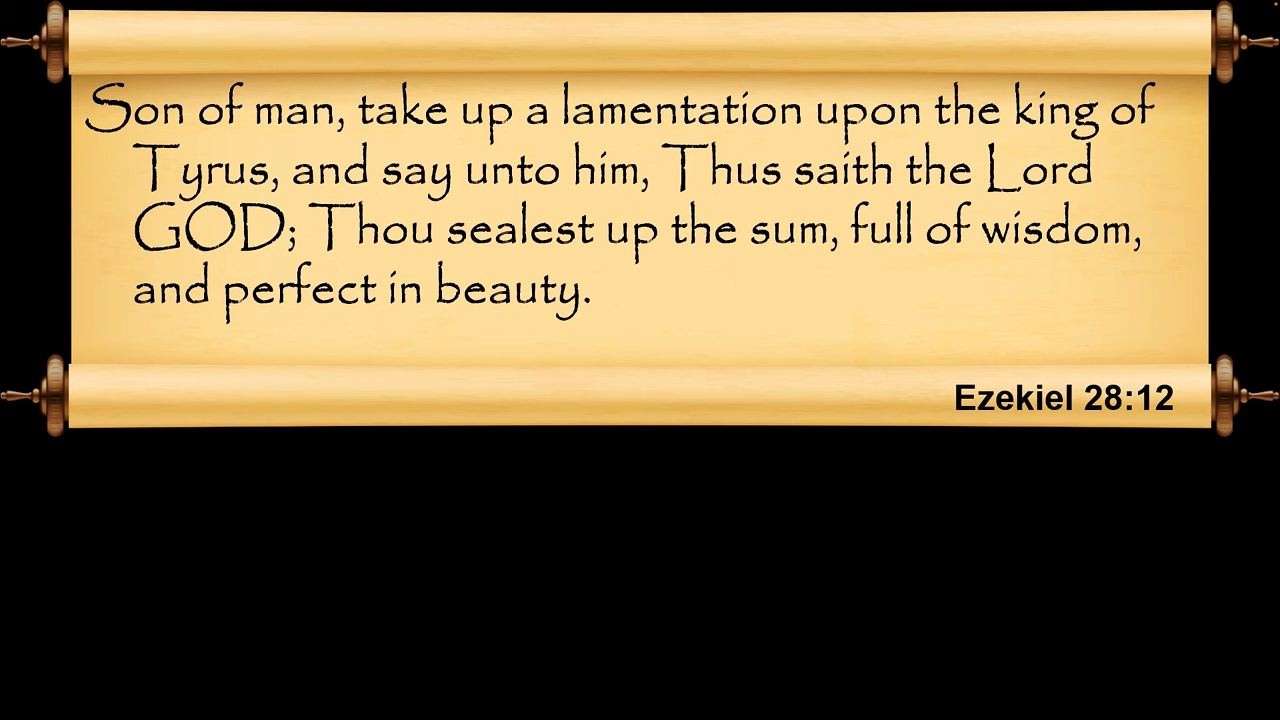 Son of man, take up a lamentation upon the king of
Tyrus, and say unto him, Thus saith the Lord
GOD; Thou sealest up the sum, full of wisdom,
and perfect in beauty.
Ezekiel 28:12